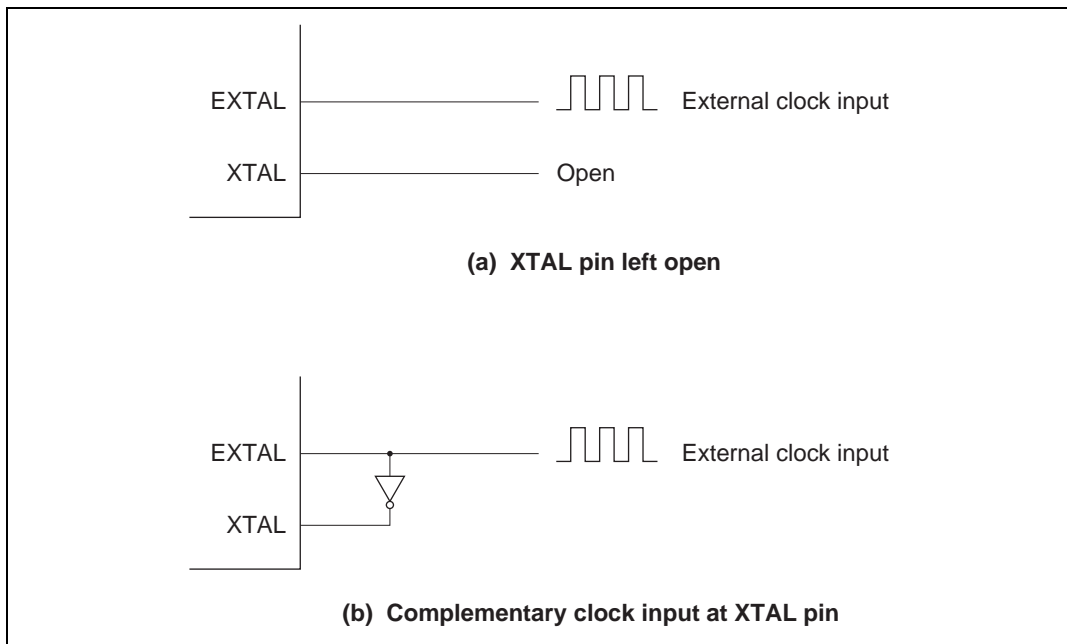 EXTAL External clock input
XTAL Open
(a) XTAL pin left open
EXTAL External clock input
XTAL
(b) Complementary clock input at XTAL pin